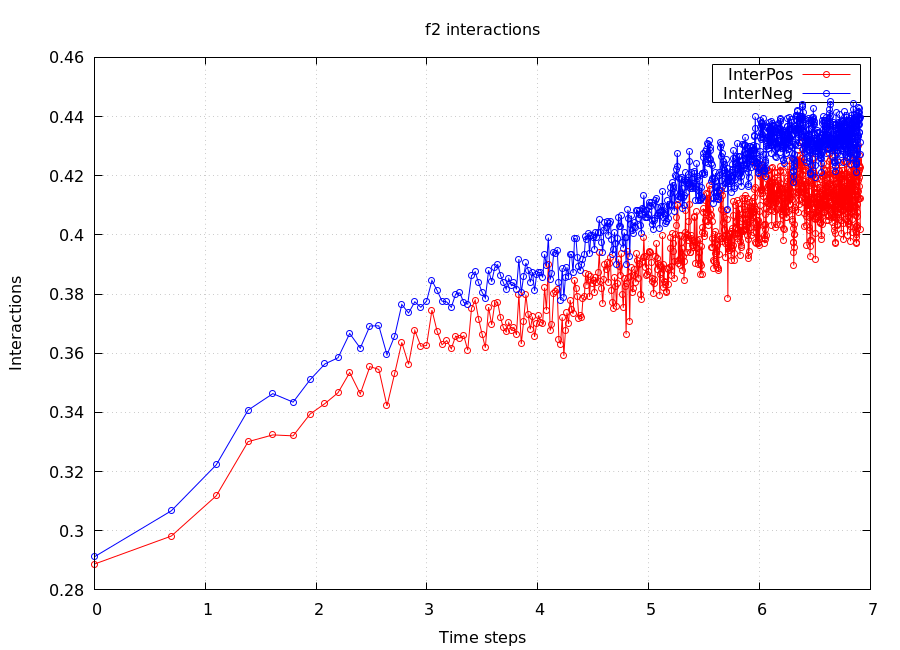 f2 interactions
0.46
0.44
0.42
0.4
0.38
0.36
0.34
0.32
0.3
0.28
0 1 2 3 4 5 6 7
Interactions
Time steps
InterPos
InterNeg